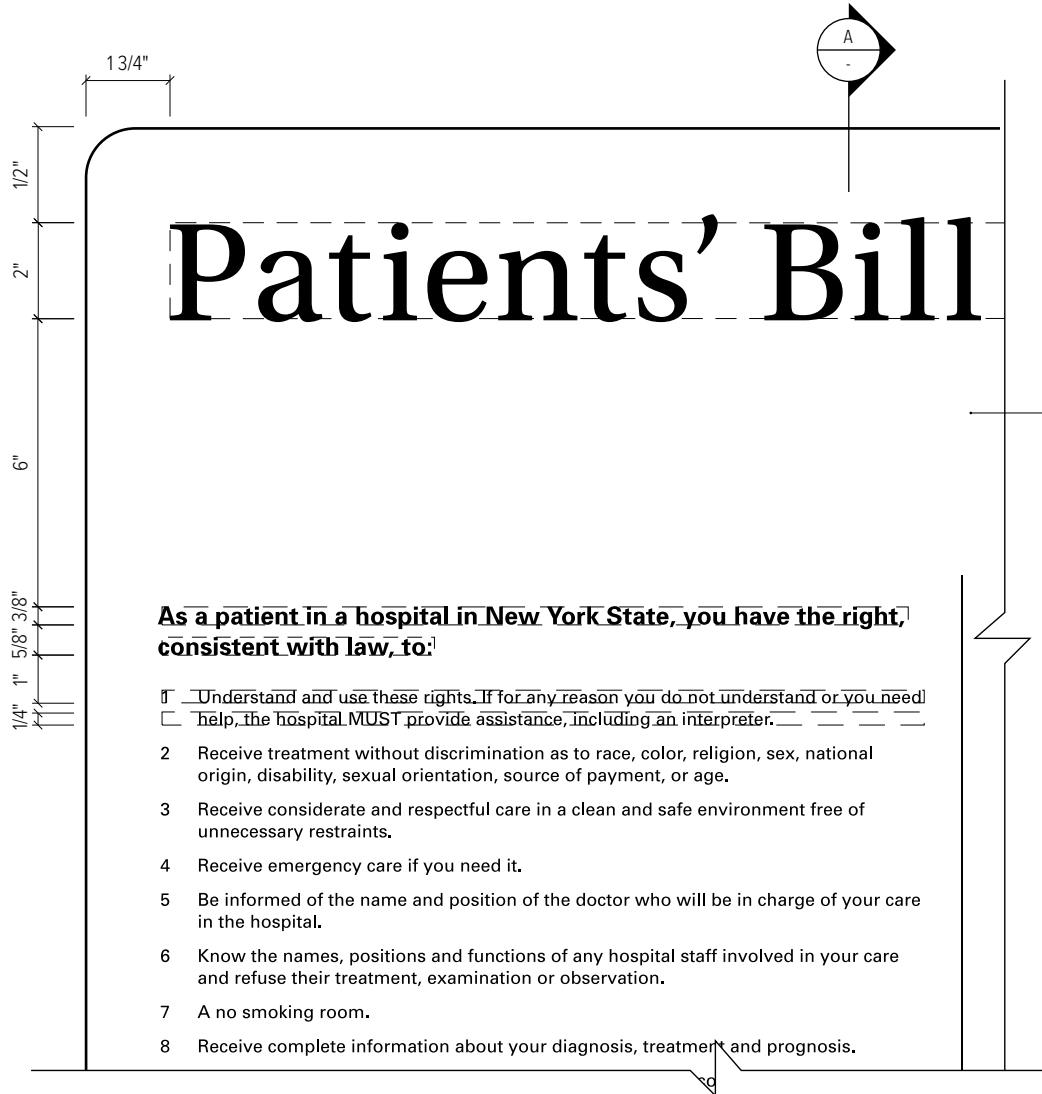 A
-
1 3/4"
1/2"
2"
6"
3/8"
5/8"
1"
1/4"
Patients’ Bill
As a patient in a hospital in New York State, you have the right,
consistent with law, to:
1 Understand and use these rights. If for any reason you do not understand or you need
help, the hospital MUST provide assistance, including an interpreter.
2 Receive treatment without discrimination as to race, color, religion, sex, national
origin, disability, sexual orientation, source of payment, or age.
3 Receive considerate and respectful care in a clean and safe environment free of
unnecessary restraints.
4 Receive emergency care if you need it.
5 Be informed of the name and position of the doctor who will be in charge of your care
in the hospital.
6 Know the names, positions and functions of any hospital staff involved in your care
and refuse their treatment, examination or observation.
7 A no smoking room.
8 Receive complete information about your diagnosis, treatment and prognosis.